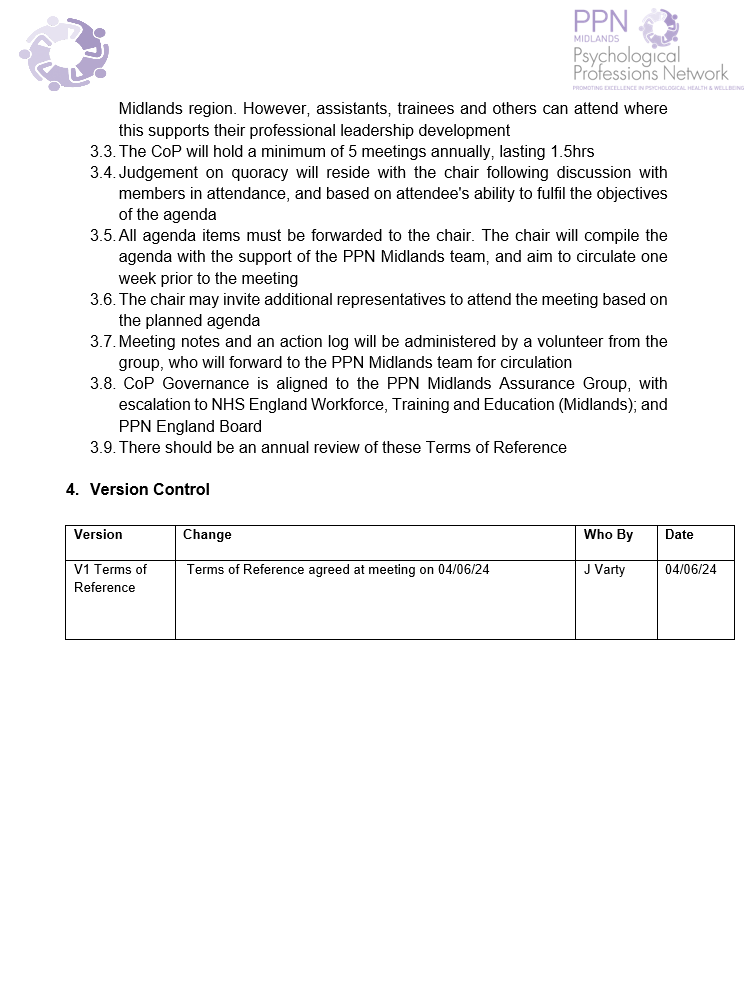 PPN
MIDLANDS
Psychological
Professions Network
PROMOTING EXCELLENCE IN PSYCHOLOGICAL HEALTH & WELLBEING
Midlands region. However, assistants, trainees and others can attend where
this supports their professional leadership development
3.3. The CoP will hold a minimum of 5 meetings annually, lasting 1.5hrs
3.4. Judgement on quoracy will reside with the chair following discussion with
members in attendance, and based on attendee's ability to fulfil the objectives
of the agenda
3.5. All agenda items must be forwarded to the chair. The chair will compile the
agenda with the support of the PPN Midlands team, and aim to circulate one
week prior to the meeting
3.6. The chair may invite additional representatives to attend the meeting based on
the planned agenda
3.7. Meeting notes and an action log will be administered by a volunteer from the
group, who will forward to the PPN Midlands team for circulation
3.8. CoP Governance is aligned to the PPN Midlands Assurance Group, with
escalation to NHS England Workforce, Training and Education (Midlands); and
PPN England Board
3.9. There should be an annual review of these Terms of Reference
4. Version Control
Version Change Who By Date
V1 Terms of Terms of Reference agreed at meeting on 04/06/24 J Varty 04/06/24
Reference